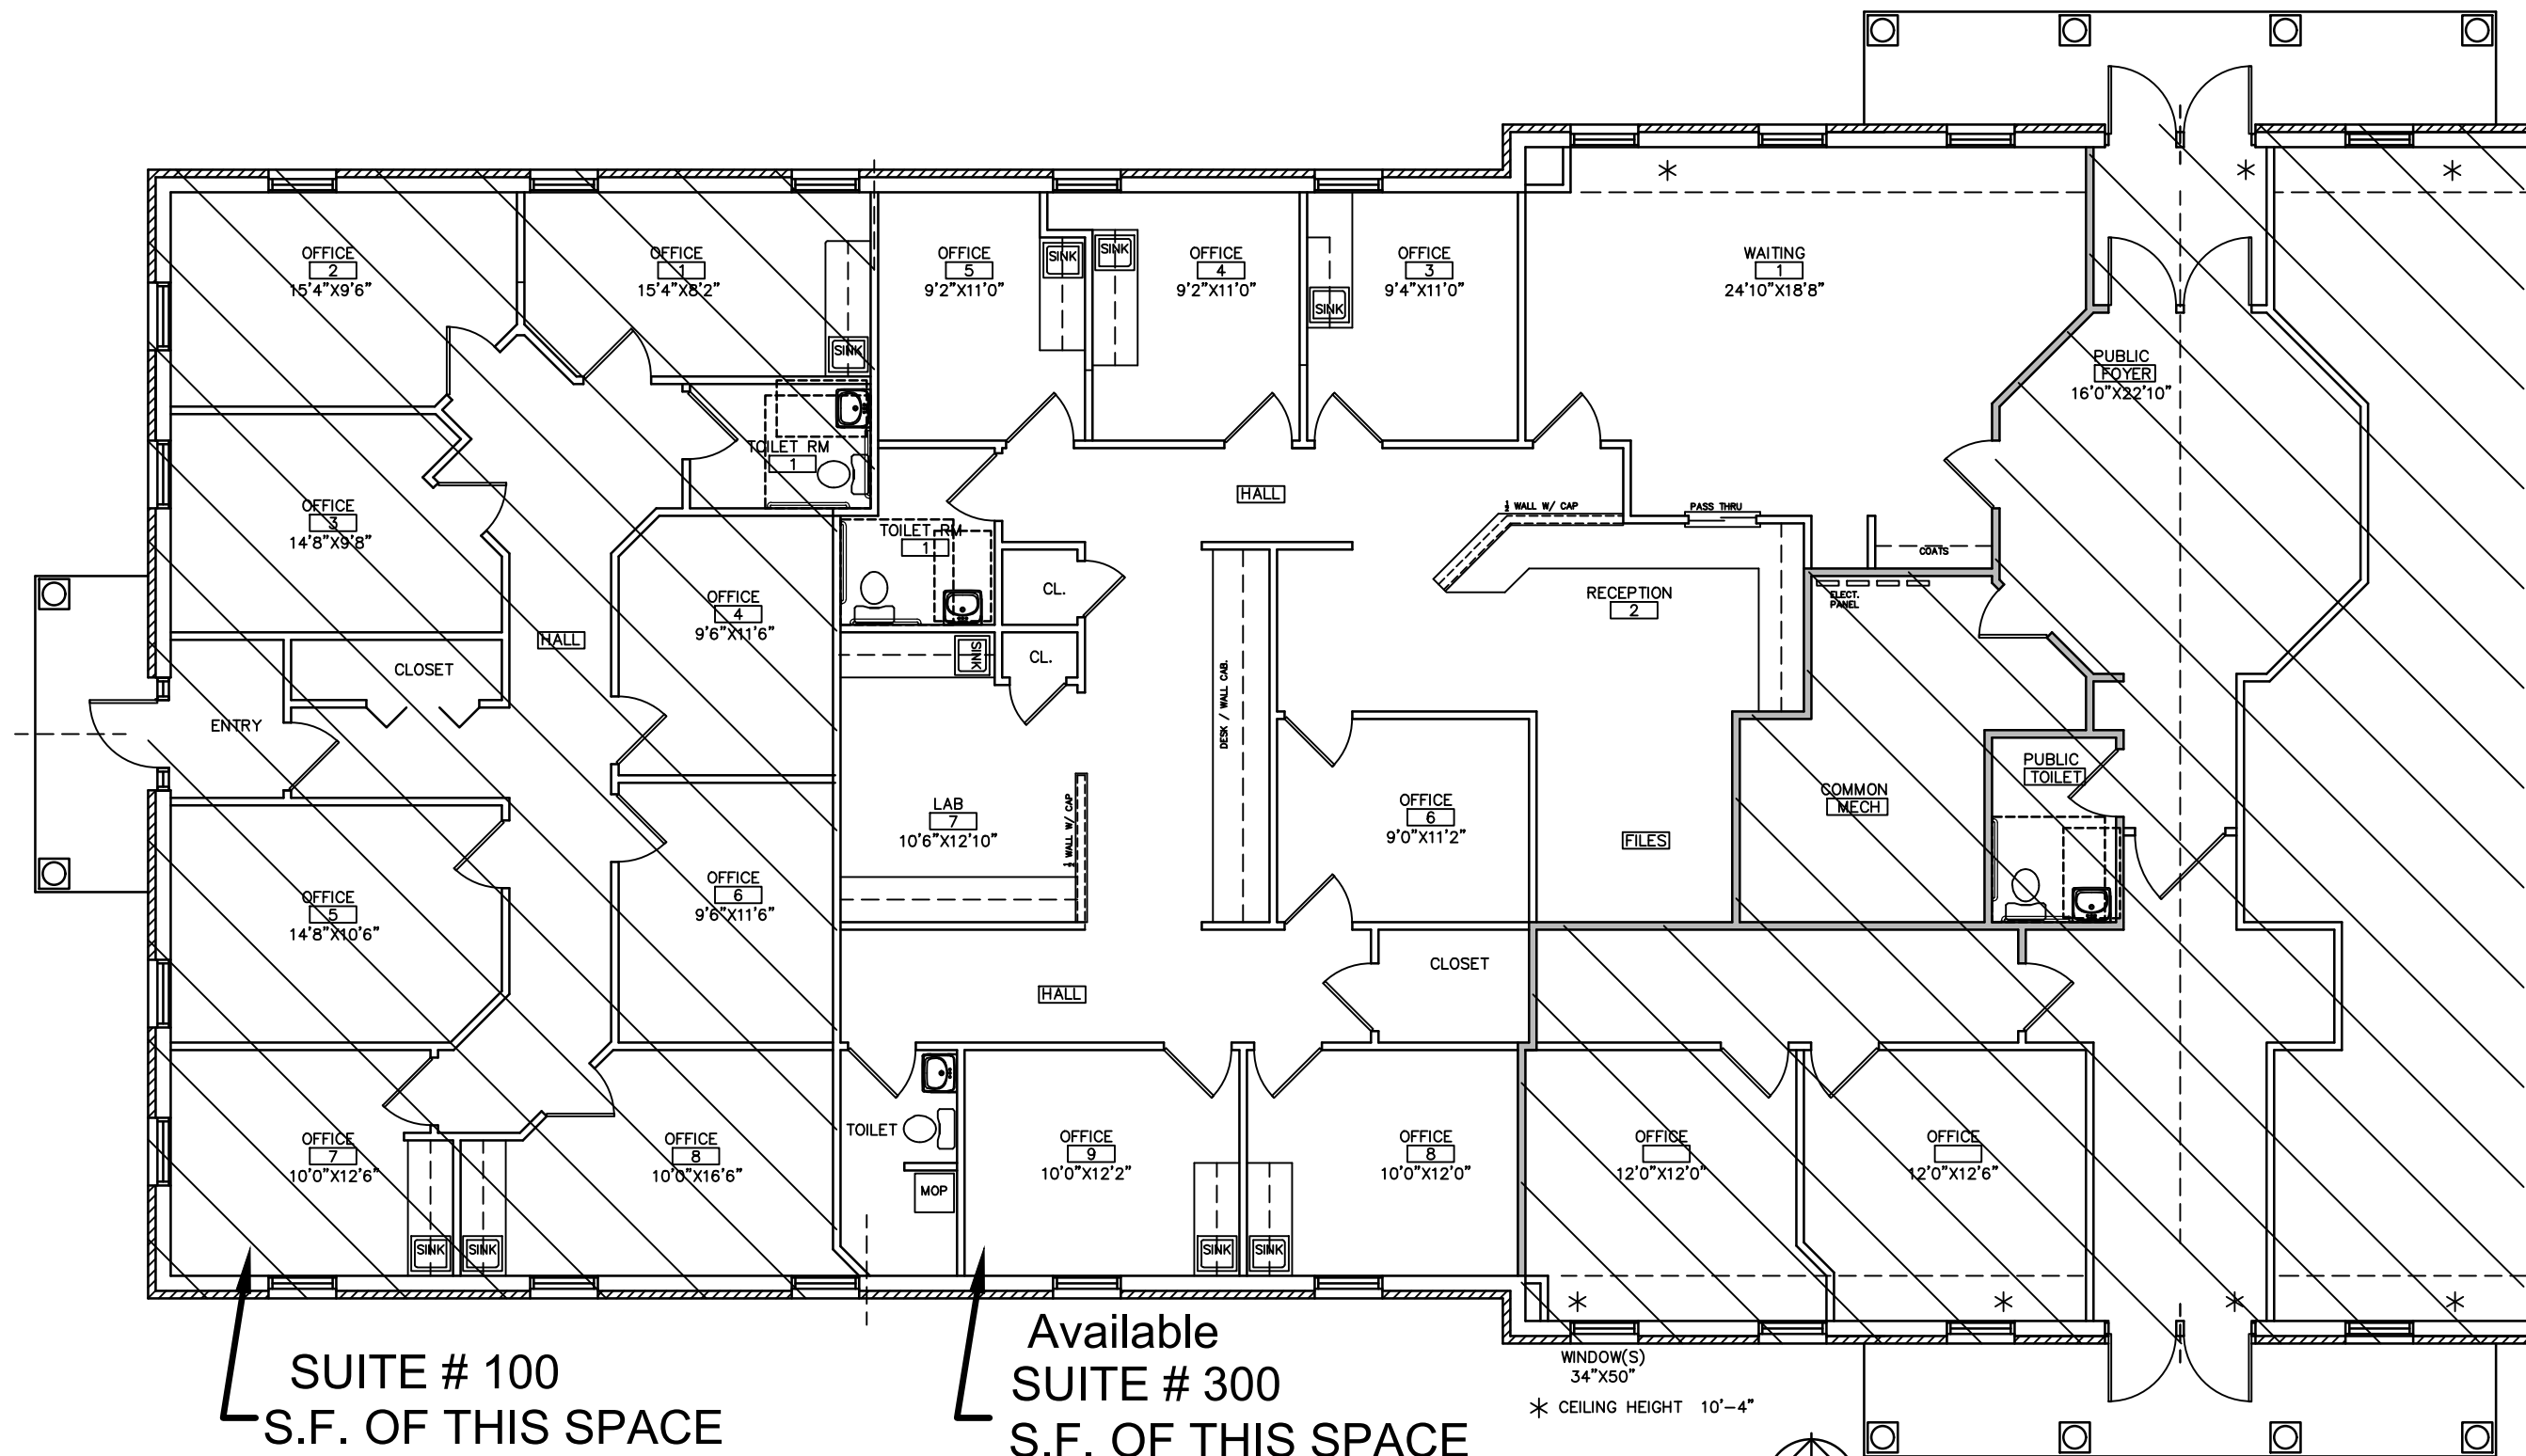 OFFICE
2
15'4"X9'6"
OFFICE
1
15'4"X8'2"
SINK
OFFICE
5
9'2"X11'0"
SINK
SINK
OFFICE
4
9'2"X11'0"
OFFICE
3
9'4"X11'0"
SINK
WAITING
1
24'10"X18'8"
PUBLIC
FOYER
16'0"X22'10"
TOILET RM
1
OFFICE
3
14'8"X9'8"
HALL
½ WALL W/ CAP
PASS THRU
TOILET RM
1
COATS
CL.
RECEPTION
2
ELECT.
PANEL
OFFICE
4
9'6"X11'6"
HALL
SINK
CL.
CLOSET
DESK / WALL CAB.
ENTRY
PUBLIC
TOILET
COMMON
MECH
LAB
7
10'6"X12'10"
½ WALL W/ CAP
OFFICE
6
9'0"X11'2"
FILES
OFFICE
6
9'6"X11'6"
OFFICE
5
14'8"X10'6"
CLOSET
HALL
OFFICE
7
10'0"X12'6"
OFFICE
8
10'0"X16'6"
TOILET
MOP
OFFICE
9
10'0"X12'2"
OFFICE
8
10'0"X12'0"
OFFICE
12'0"X12'0"
OFFICE
12'0"X12'6"
SINK
SINK
SINK
SINK
SUITE # 100
S.F. OF THIS SPACE
Available
SUITE # 300
S.F. OF THIS SPACE
WINDOW(S)
34"X50"
CEILING HEIGHT 10'-4"